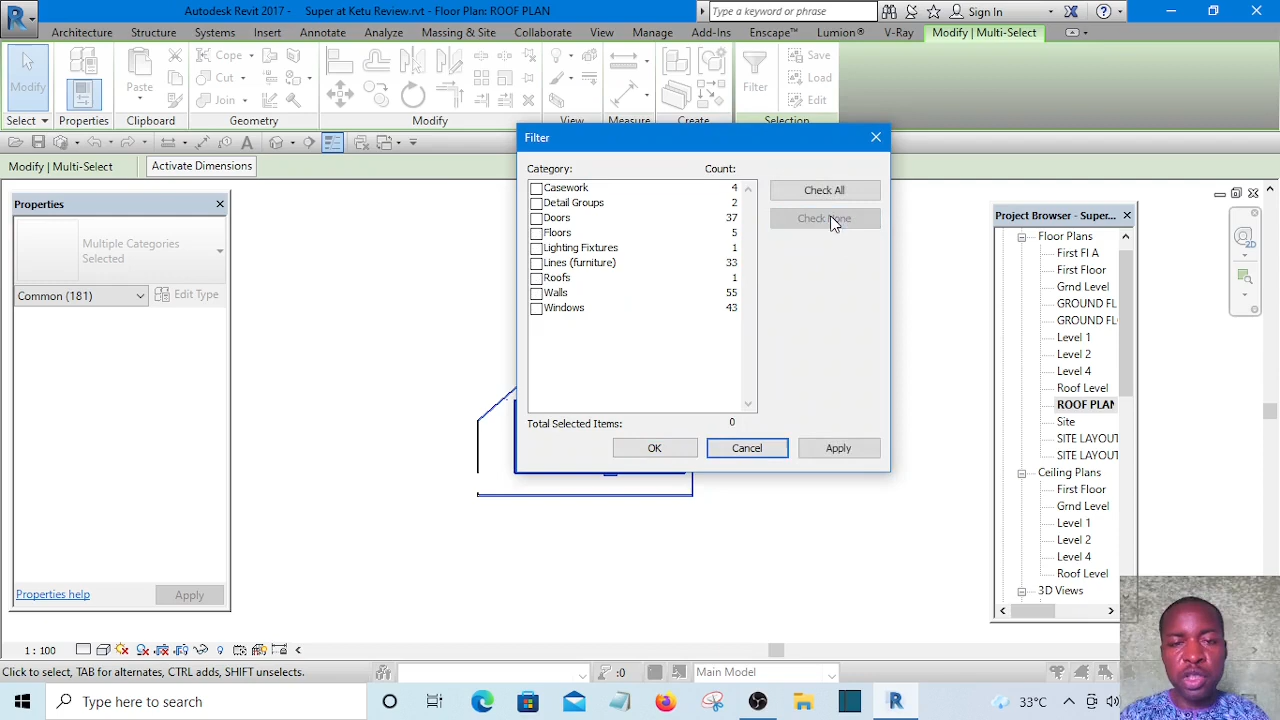 Autodesk Revit 2017 - Super at Ketu Review.rvt - Floor Plan: ROOF PLAN
Type a keyword or phrase
Sign In
Architecture
Structure
Systems
Insert
Annotate
Analyze
Massing & Site
Collaborate
View
Manage
Add-Ins
Enscape™
Lumion®
V-Ray
Modify | Multi-Select
Modify
Paste
Cope
Cut
Join
Filter
Save
Load
Edit
Select
Properties
Clipboard
Geometry
Modify
View
Measure
Create
Selection
Modify | Multi-Select
Activate Dimensions
Properties
Multiple Categories
Selected
Common (181)
Edit Type
Properties help
Apply
Filter
Category:
Count:
Casework 4
Detail Groups 2
Doors 37
Floors 5
Lighting Fixtures 1
Lines (furniture) 33
Roofs 1
Walls 55
Windows 43
Check All
Check None
Total Selected Items: 0
OK
Cancel
Apply
Project Browser - Super...
Floor Plans
First Fl A
First Floor
Grnd Level
GROUND FL
GROUND FL
Level 1
Level 2
Level 4
Roof Level
ROOF PLAN
Site
SITE LAYOUT
SITE LAYOUT
Ceiling Plans
First Floor
Grnd Level
Level 1
Level 2
Level 4
Roof Level
3D Views
2D
1 : 100
Click to select, TAB for alternates, CTRL adds, SHIFT unselects.
:0
Main Model
Type here to search
33°C